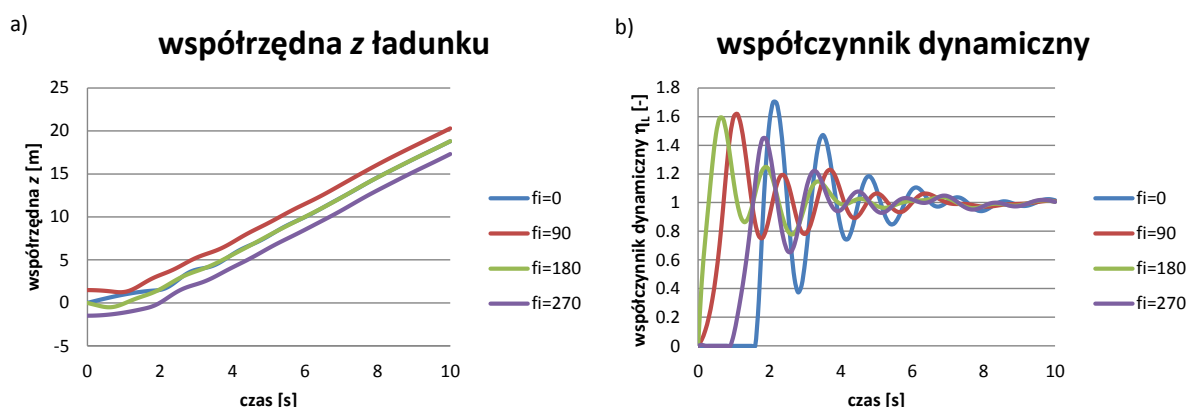 a)
współrzędna z ładunku
współrzędna z [m]
25
20
15
10
5
0
-5
0 2 4 6 8 10
czas [s]
fi=0
fi=90
fi=180
fi=270
b)
współczynnik dynamiczny
współczynnik dynamiczny ηL [-]
1.8
1.6
1.4
1.2
1
0.8
0.6
0.4
0.2
0
0 2 4 6 8 10
czas [s]
fi=0
fi=90
fi=180
fi=270